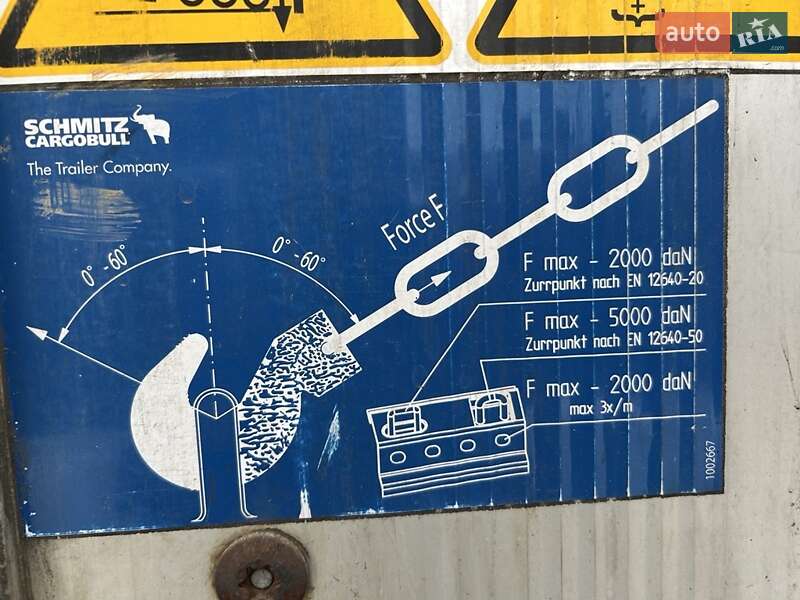 auto RIA
.com
SCHMITZ
CARGOBULL
The Trailer Company.
0° -60°
0° -60°
Force F
F max - 2000 daN
Zurrpunkt nach EN 12640-20
F max - 5000 daN
Zurrpunkt nach EN 12640-50
F max - 2000 daN
max 3x/m
1002667